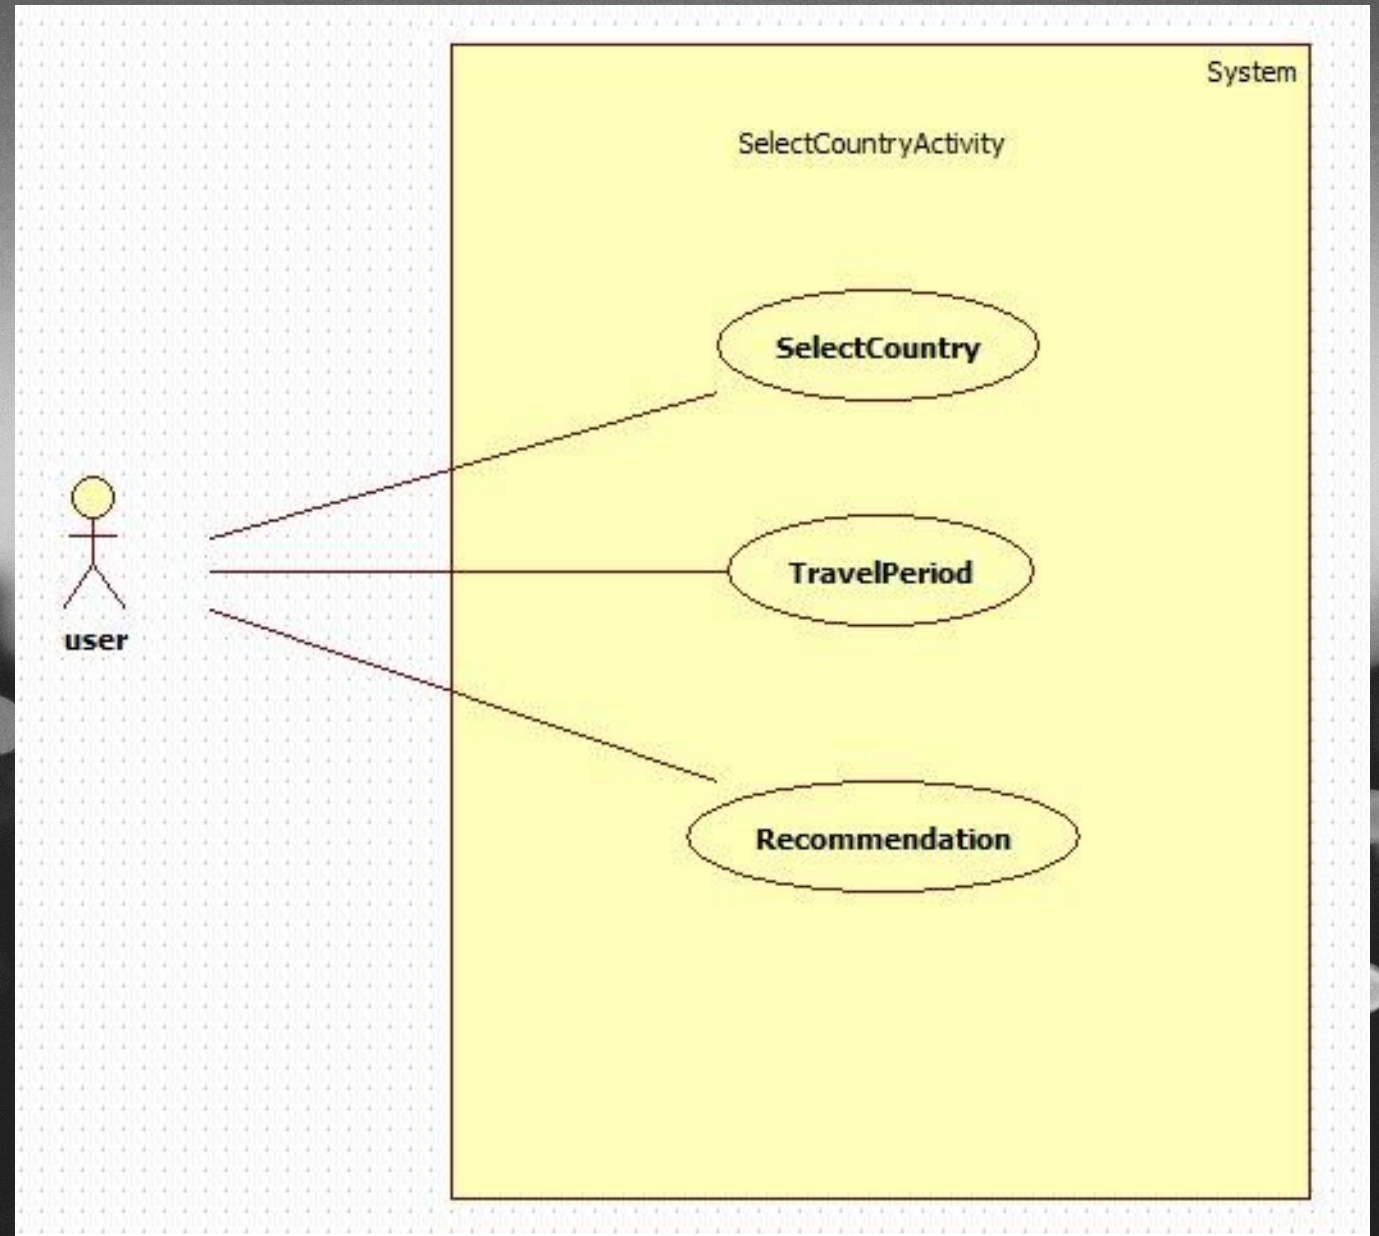 System
SelectCountryActivity
SelectCountry
TravelPeriod
user
Recommendation